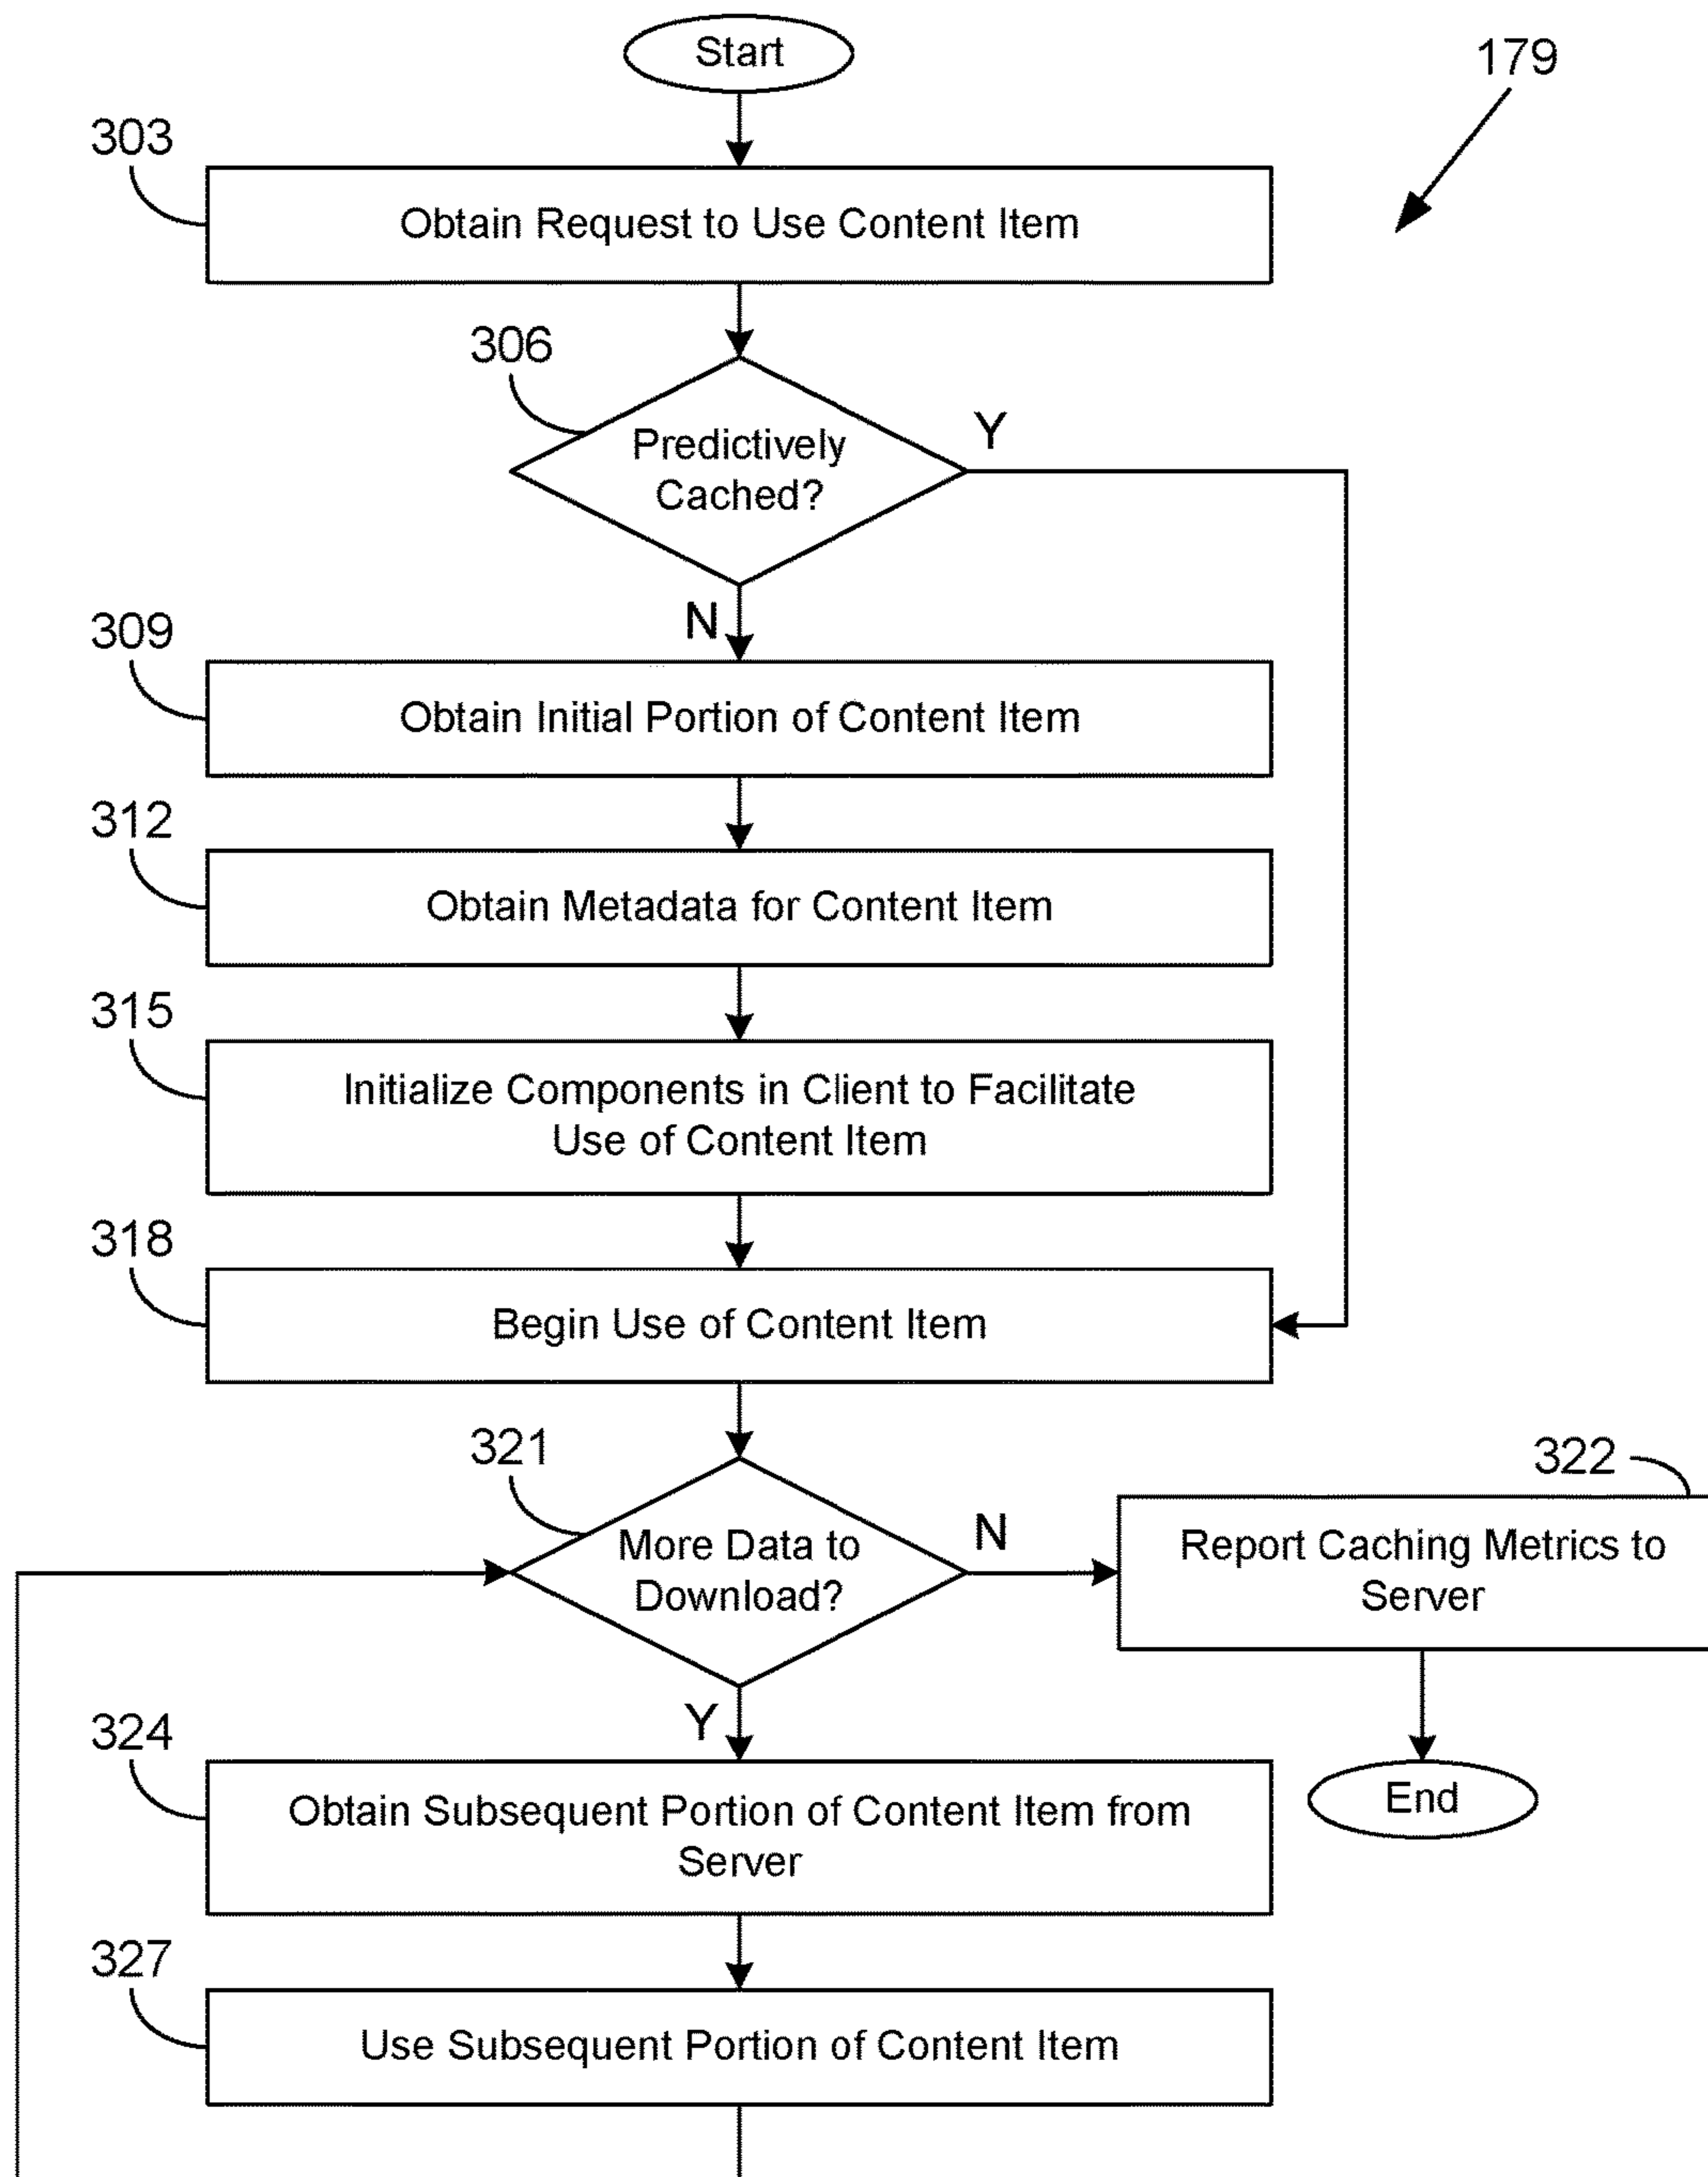 Start
179
303
Obtain Request to Use Content Item
306
Predictively
Cached?
Y
N
309
Obtain Initial Portion of Content Item
312
Obtain Metadata for Content Item
315
Initialize Components in Client to Facilitate
Use of Content Item
318
Begin Use of Content Item
321
More Data to
Download?
N
322
Report Caching Metrics to
Server
Y
324
Obtain Subsequent Portion of Content Item from
Server
End
327
Use Subsequent Portion of Content Item